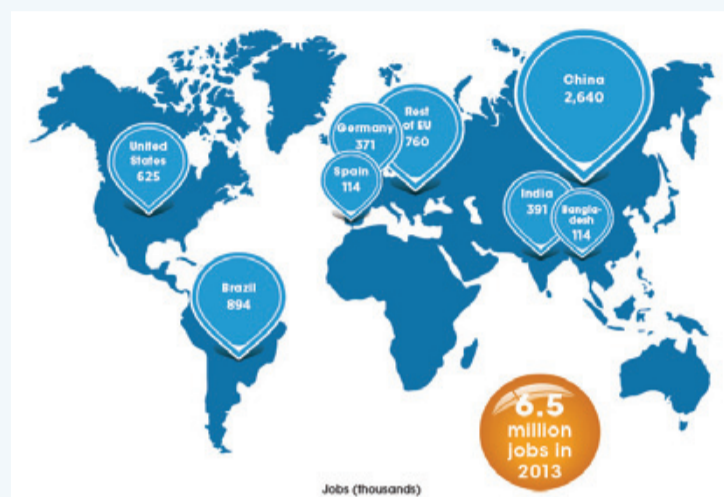 China
2,640
Rest
of EU
760
Germany
371
United
States
625
Spain
114
India
391
Bangla-
desh
114
Brazil
894
6.5
million
jobs in
2013
Jobs (thousands)